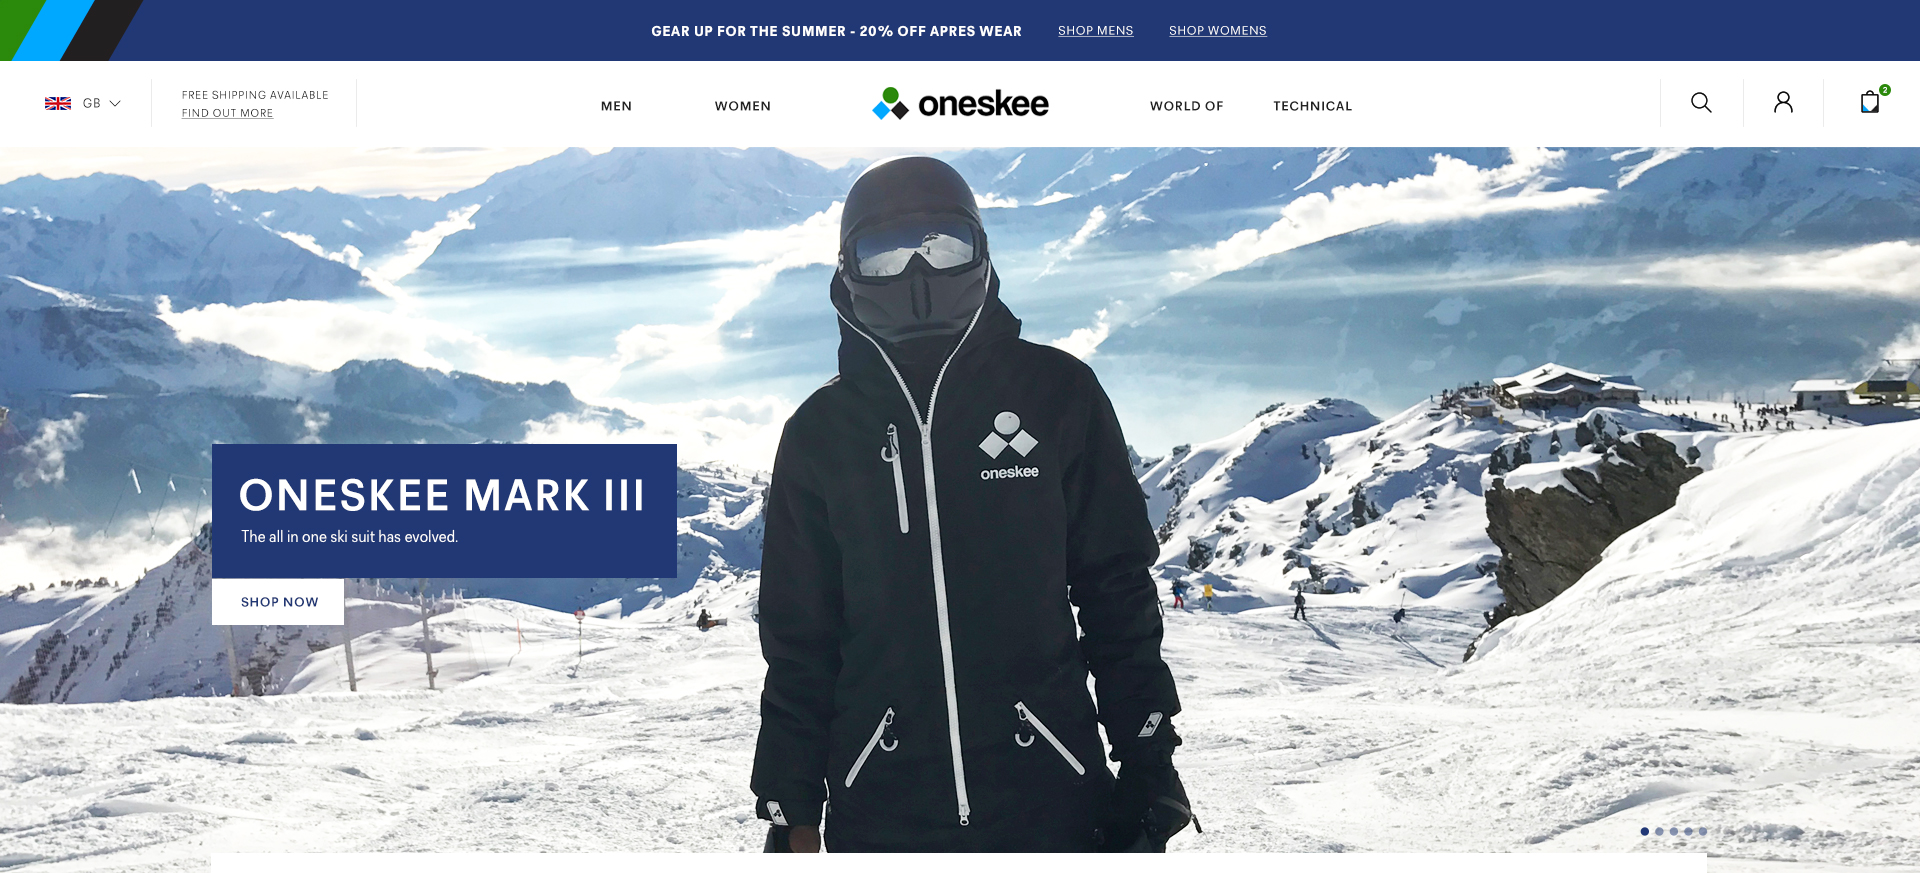 GEAR UP FOR THE SUMMER - 20% OFF APRES WEAR SHOP MENS SHOP WOMENS
GB
FREE SHIPPING AVAILABLE
FIND OUT MORE
MEN WOMEN oneskee WORLD OF TECHNICAL
2
oneskee
ONESKEE MARK III
The all in one ski suit has evolved.
SHOP NOW